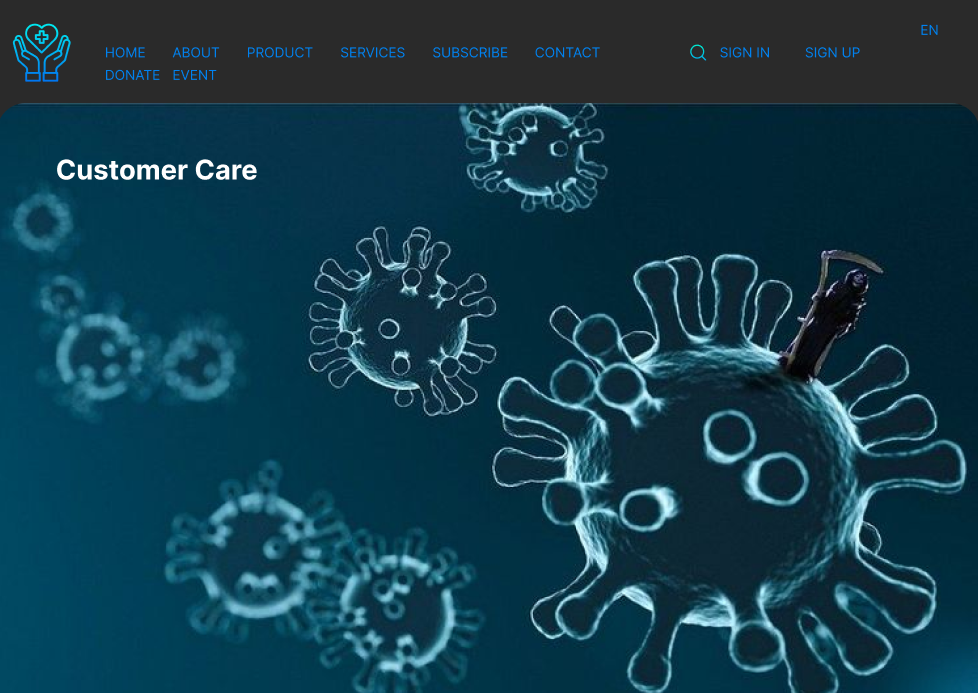 EN
HOME ABOUT PRODUCT SERVICES SUBSCRIBE CONTACT SIGN IN SIGN UP
DONATE EVENT
Customer Care